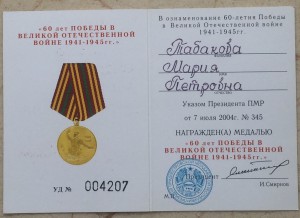 "60 лет ПОБЕДЫ В
ВЕЛИКОЙ ОТЕЧЕСТВЕННОЙ
ВОЙНЕ 1941-1945гг."
УД № 004207
В ознаменование 60-летия Победы
в Великой Отечественной войне
1941-1945гг.
Табакова
Мария
Петровна
Указом Президента ПМР
от 7 июля 2004г. № 345
НАГРАЖДЕН(А) МЕДАЛЬЮ
"60 лет ПОБЕДЫ В
ВЕЛИКОЙ ОТЕЧЕСТВЕННОЙ
ВОЙНЕ 1941-1945гг."
Президент
И.Смирнов
М.П.